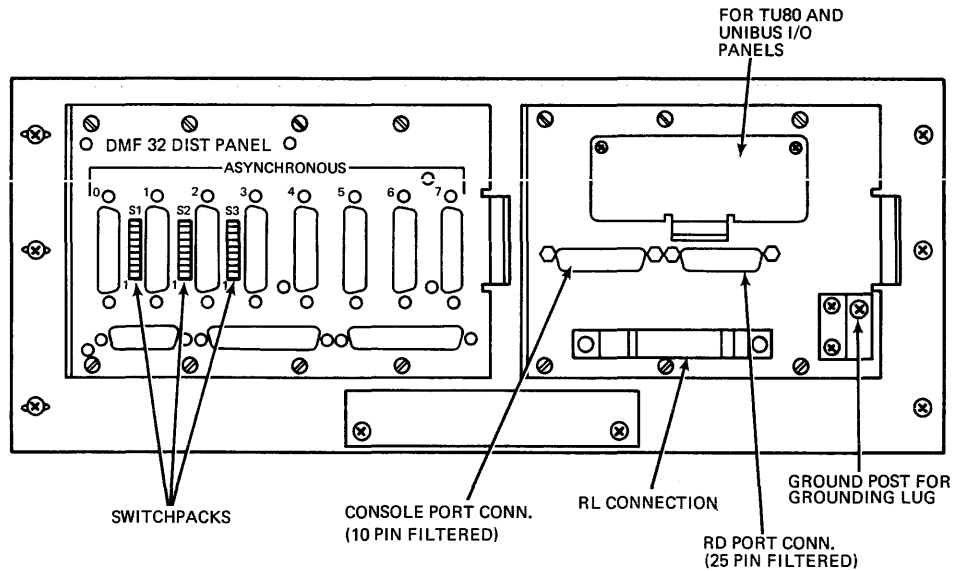 FOR TU80 AND
UNIBUS I/O
PANELS
DMF 32 DIST PANEL
ASYNCHRONOUS
0 1 2 3 4 5 6 7
S1 S2 S3
1 1 1
SWITCHPACKS
CONSOLE PORT CONN.
(10 PIN FILTERED)
RL CONNECTION
RD PORT CONN.
(25 PIN FILTERED)
GROUND POST FOR
GROUNDING LUG